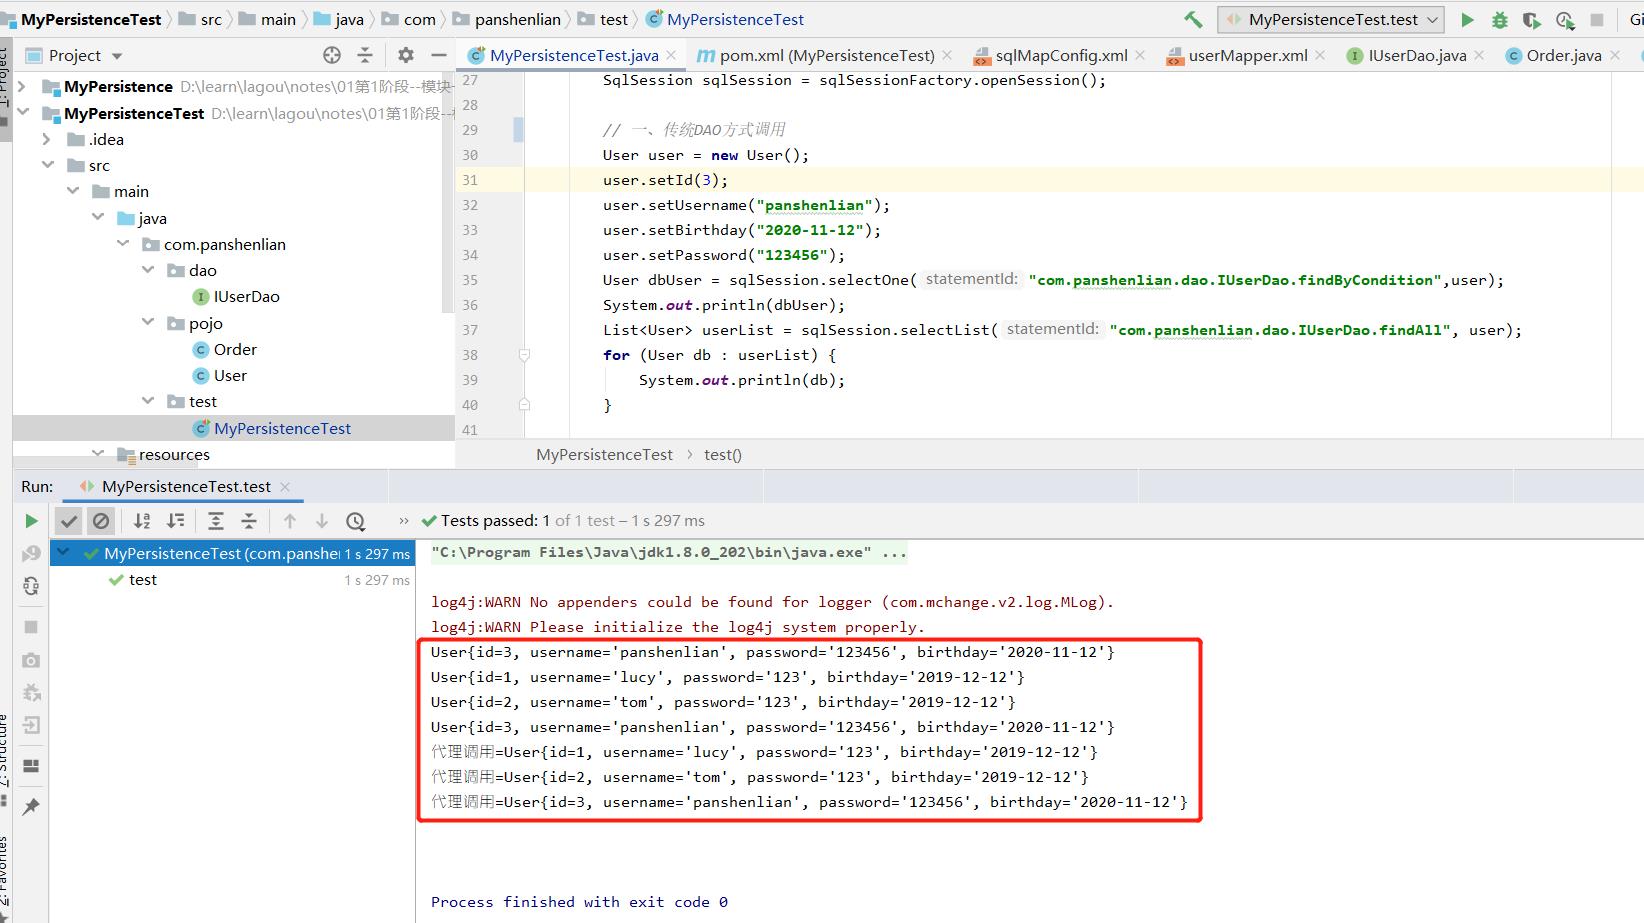 MyPersistenceTest src main java com panshenlian test MyPersistenceTest MyPersistenceTest.test
Project MyPersistenceTest.java pom.xml (MyPersistenceTest) sqlMapConfig.xml userMapper.xml IUserDao.java Order.java
1: Project
MyPersistence D:\learn\lagou\notes\01第1阶段--模块
MyPersistenceTest D:\learn\lagou\notes\01第1阶段--
.idea
src
main
java
com.panshenlian
dao
IUserDao
pojo
Order
User
test
MyPersistenceTest
resources
27 SqlSession sqlSession = sqlSessionFactory.openSession();
28
29 // 一、传统DAO方式调用
30 User user = new User();
31 user.setId(3);
32 user.setUsername("panshenlian");
33 user.setBirthday("2020-11-12");
34 user.setPassword("123456");
35 User dbUser = sqlSession.selectOne( statementId: "com.panshenlian.dao.IUserDao.findByCondition",user);
36 System.out.println(dbUser);
37 List<User> userList = sqlSession.selectList( statementId: "com.panshenlian.dao.IUserDao.findAll", user);
38 for (User db : userList) {
39 System.out.println(db);
40 }
41
MyPersistenceTest › test()
Run: MyPersistenceTest.test
» Tests passed: 1 of 1 test – 1 s 297 ms
MyPersistenceTest (com.panshe 1 s 297 ms
test 1 s 297 ms
"C:\Program Files\Java\jdk1.8.0_202\bin\java.exe" ...
log4j:WARN No appenders could be found for logger (com.mchange.v2.log.MLog).
log4j:WARN Please initialize the log4j system properly.
User{id=3, username='panshenlian', password='123456', birthday='2020-11-12'}
User{id=1, username='lucy', password='123', birthday='2019-12-12'}
User{id=2, username='tom', password='123', birthday='2019-12-12'}
User{id=3, username='panshenlian', password='123456', birthday='2020-11-12'}
代理调用=User{id=1, username='lucy', password='123', birthday='2019-12-12'}
代理调用=User{id=2, username='tom', password='123', birthday='2019-12-12'}
代理调用=User{id=3, username='panshenlian', password='123456', birthday='2020-11-12'}
Process finished with exit code 0
Z: Structure
2: Favorites